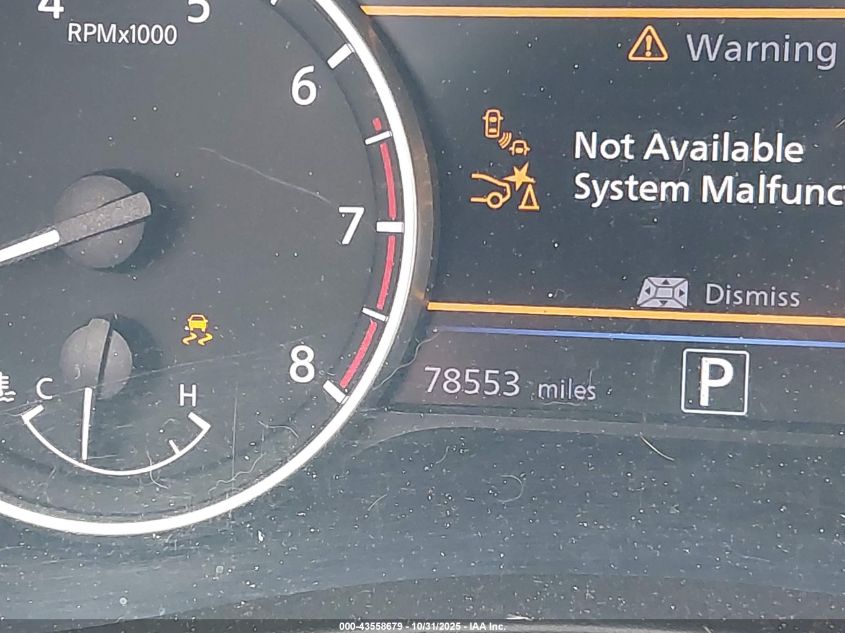 4 5
RPMx1000
6
7
8
C H
Warning
Not Available
System Malfunc
Dismiss
78553 miles
P
000-43558679 - 10/31/2025 - IAA Inc.